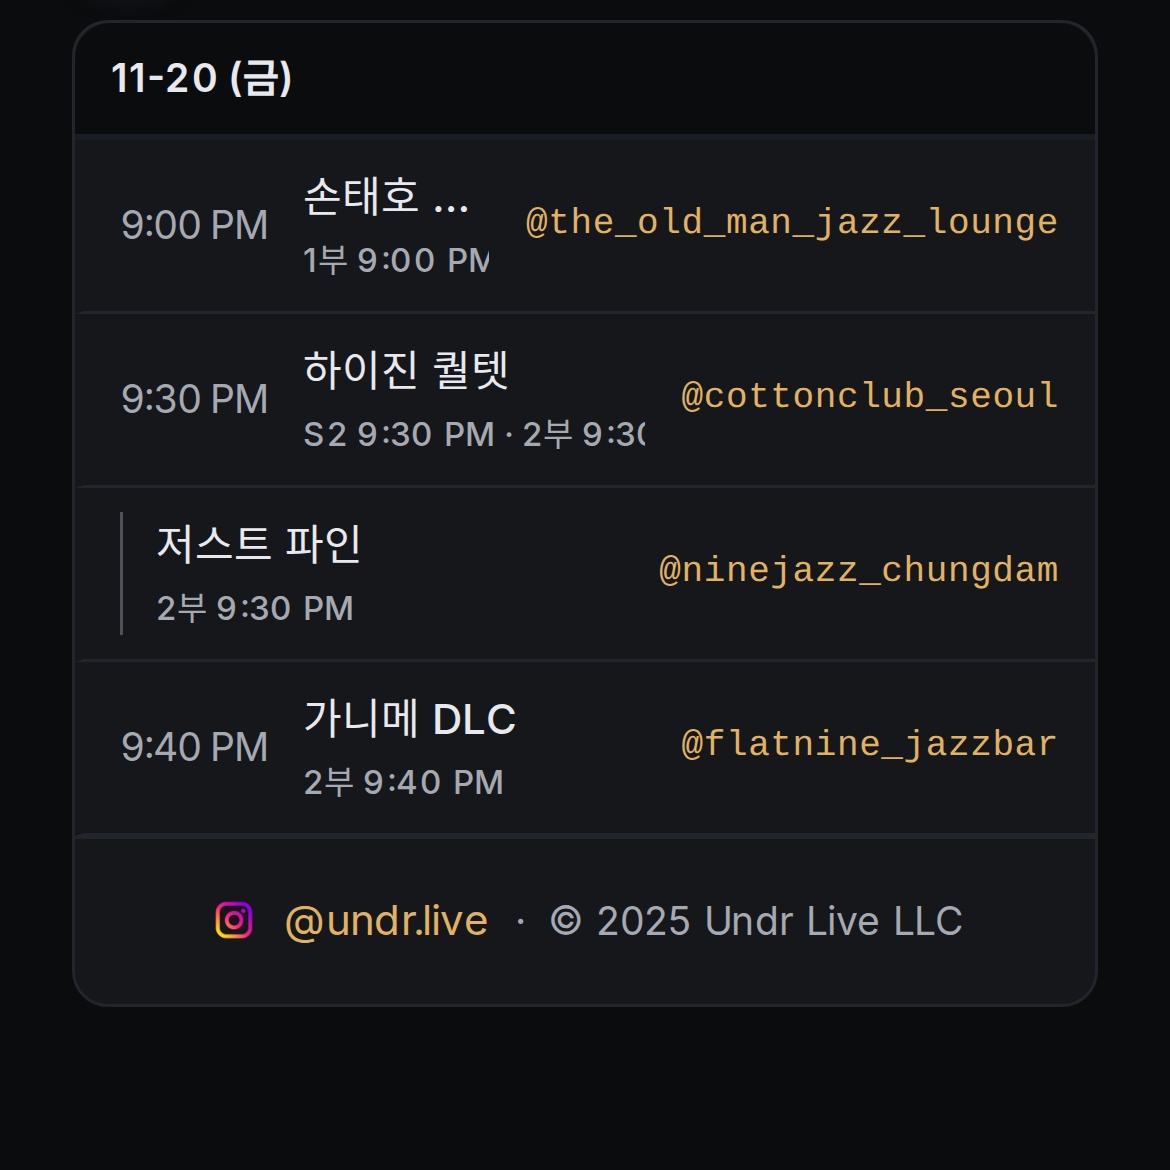 11-20 (금)
9:00 PM
손태호 ...
1부 9:00 PM
@the_old_man_jazz_lounge
9:30 PM
하이진 퀄텟
S2 9:30 PM · 2부 9:30
@cottonclub_seoul
저스트 파인
2부 9:30 PM
@ninejazz_chungdam
9:40 PM
가니메 DLC
2부 9:40 PM
@flatnine_jazzbar
@undr.live · © 2025 Undr Live LLC